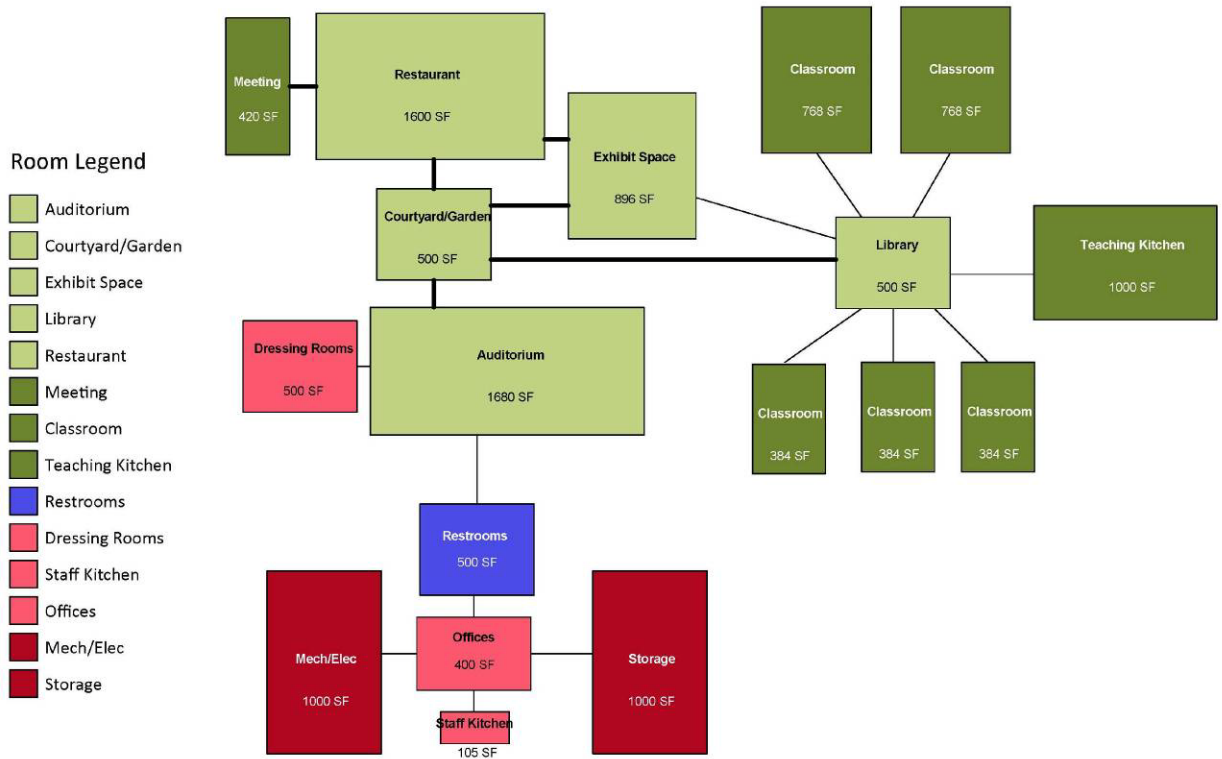 Meeting
420 SF
Restaurant
1600 SF
Classroom
768 SF
Classroom
768 SF
Exhibit Space
896 SF
Courtyard/Garden
500 SF
Library
500 SF
Teaching Kitchen
1000 SF
Dressing Rooms
500 SF
Auditorium
1680 SF
Classroom
384 SF
Classroom
384 SF
Classroom
384 SF
Restrooms
500 SF
Mech/Elec
1000 SF
Offices
400 SF
Storage
1000 SF
Staff Kitchen
105 SF
Room Legend
Auditorium
Courtyard/Garden
Exhibit Space
Library
Restaurant
Meeting
Classroom
Teaching Kitchen
Restrooms
Dressing Rooms
Staff Kitchen
Offices
Mech/Elec
Storage